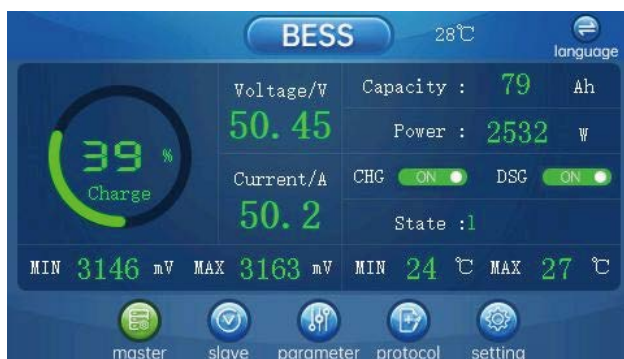 BESS 28℃ language
Voltage/V Capacity : 79 Ah
50.45 Power : 2532 W
39 %
Charge Current/A CHG ON DSG ON
50.2 State :1
MIN 3146 mV MAX 3163 mV MIN 24 ℃ MAX 27 ℃
master slave parameter protocol setting